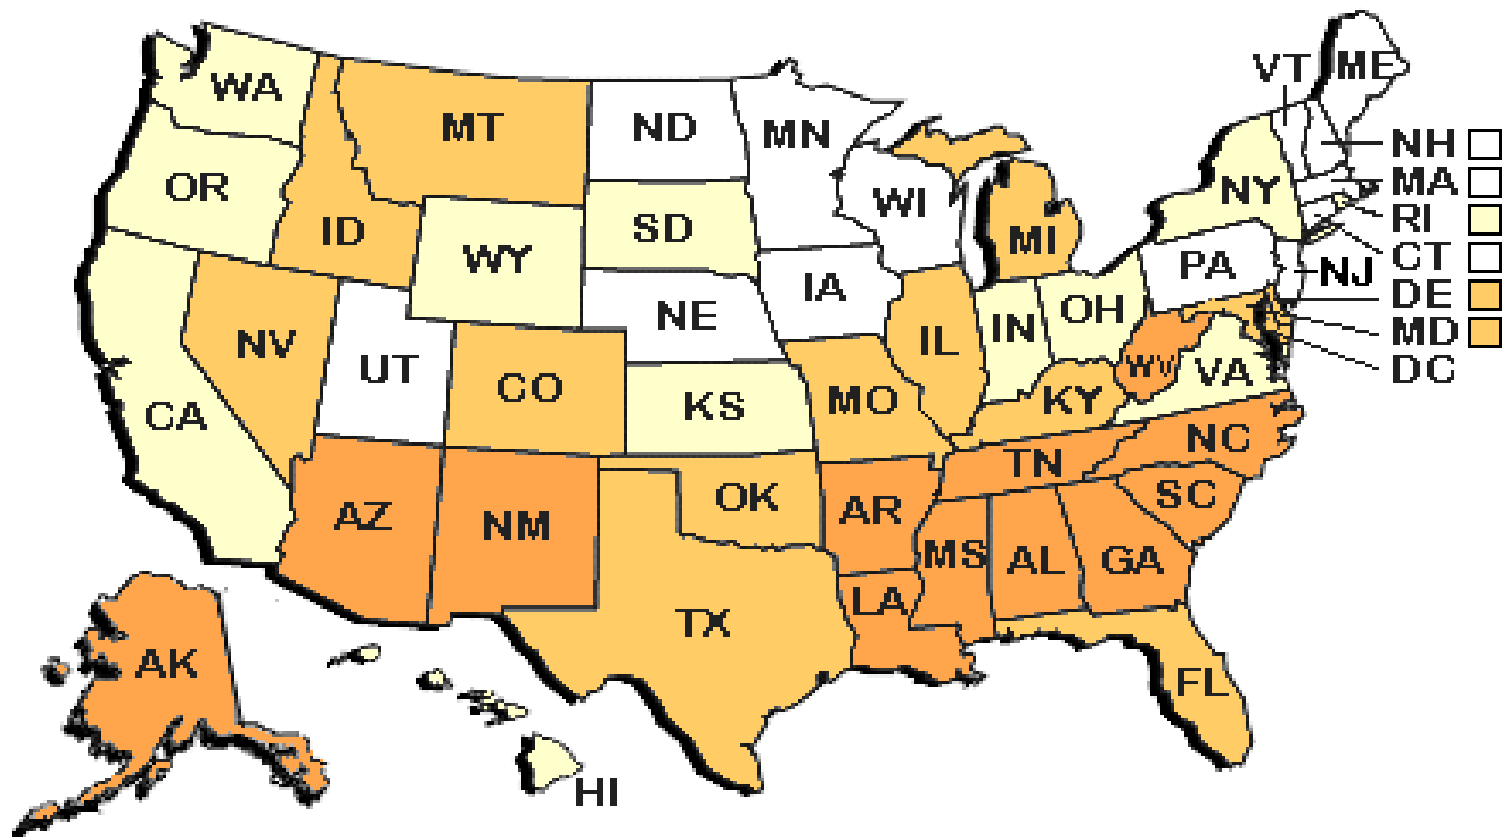 VT ME
WA
MT ND MN
NH
OR ID SD WI NY MA
RI
WY MI CT
PA NJ
NV NE IA DE
UT IL IN OH MD
CO WV VA DC
CA KS MO KY
NC
AZ NM OK AR TN SC
MS AL GA
TX LA
AK FL
HI